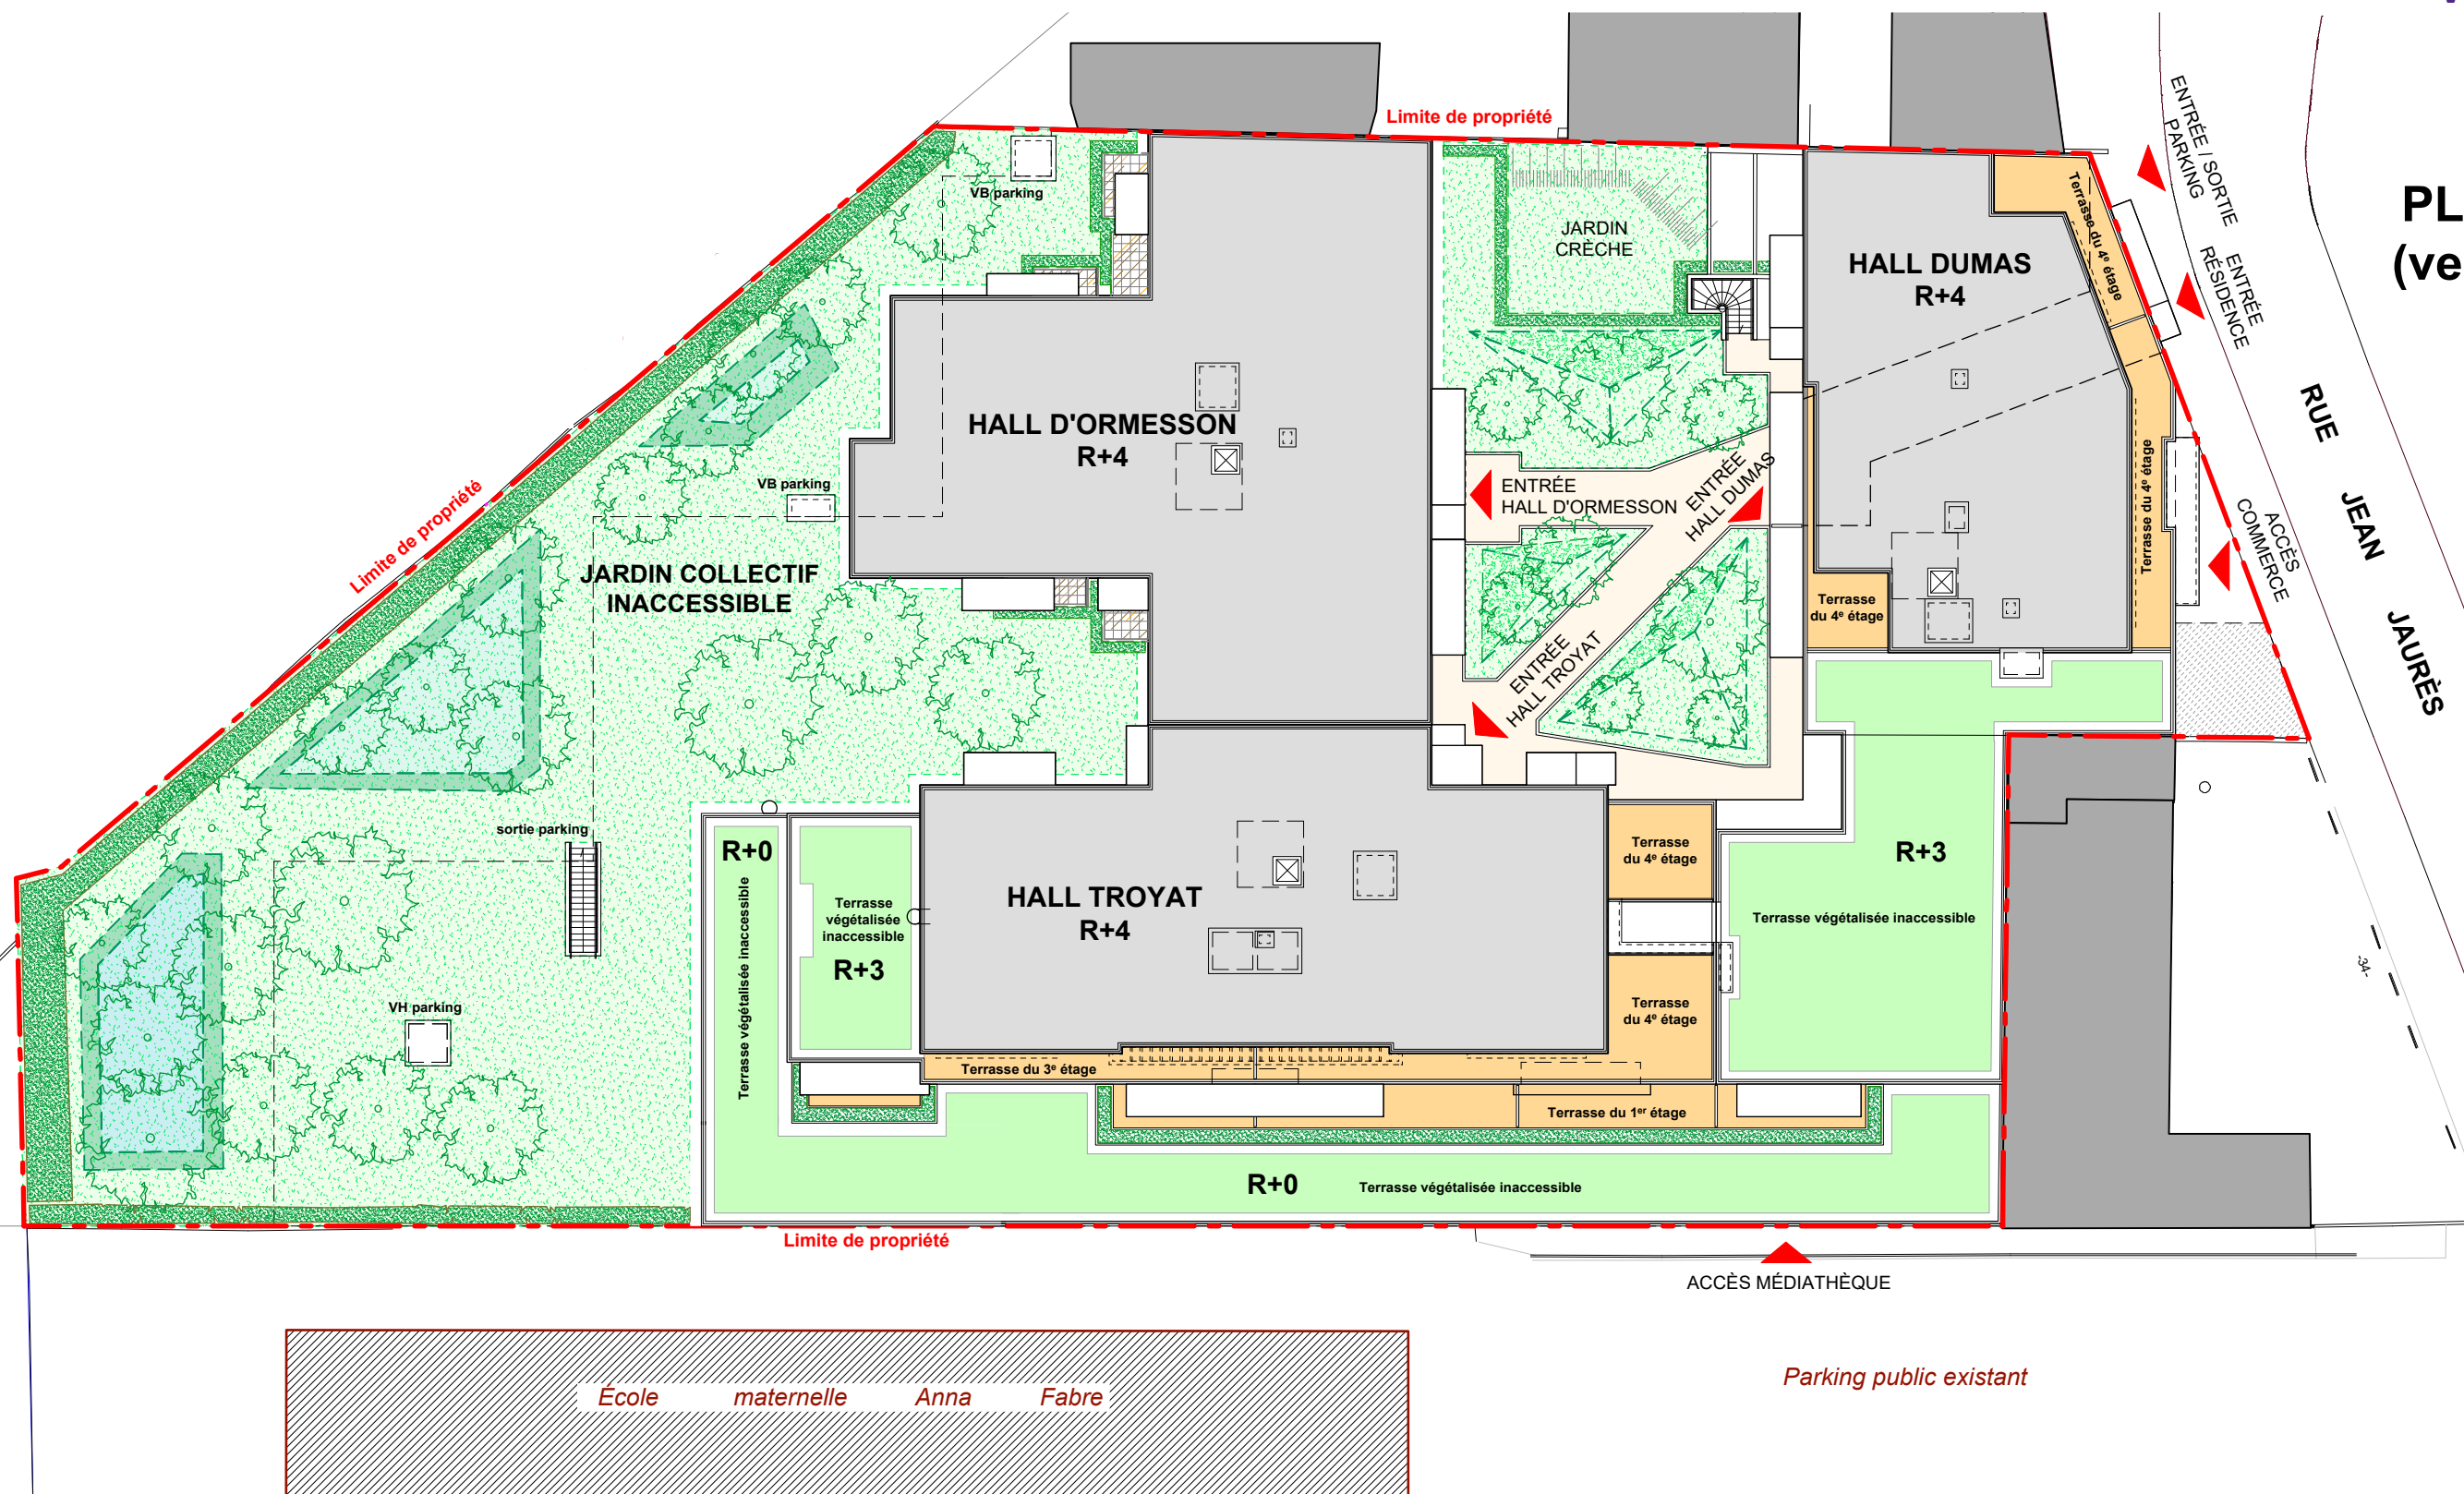 Limite de propriété
ENTRÉE / SORTIE
PARKING
ENTRÉE
RÉSIDENCE
PL
(ve
VB parking
JARDIN
CRÈCHE
HALL DUMAS
R+4
Terrasse du 4e étage
HALL D'ORMESSON
R+4
RUE JEAN JAURÈS
VB parking
Limite de propriété
ENTRÉE
HALL D'ORMESSON
ENTRÉE
HALL DUMAS
Terrasse du 4e étage
ACCÈS
COMMERCE
JARDIN COLLECTIF
INACCESSIBLE
Terrasse
du 4e étage
ENTRÉE
HALL TROYAT
sortie parking
R+0
Terrasse végétalisée inaccessible
Terrasse
végétalisée
inaccessible
R+3
HALL TROYAT
R+4
Terrasse
du 4e étage
R+3
Terrasse végétalisée inaccessible
-34-
VH parking
Terrasse
du 4e étage
Terrasse du 3e étage
Terrasse du 1er étage
R+0
Terrasse végétalisée inaccessible
Limite de propriété
ACCÈS MÉDIATHÈQUE
École maternelle Anna Fabre
Parking public existant